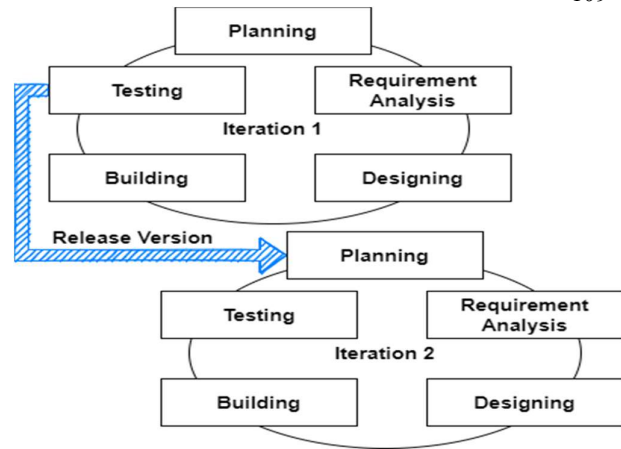 Planning
Testing
Requirement
Analysis
Iteration 1
Building
Designing
Release Version
Planning
Testing
Requirement
Analysis
Iteration 2
Building
Designing